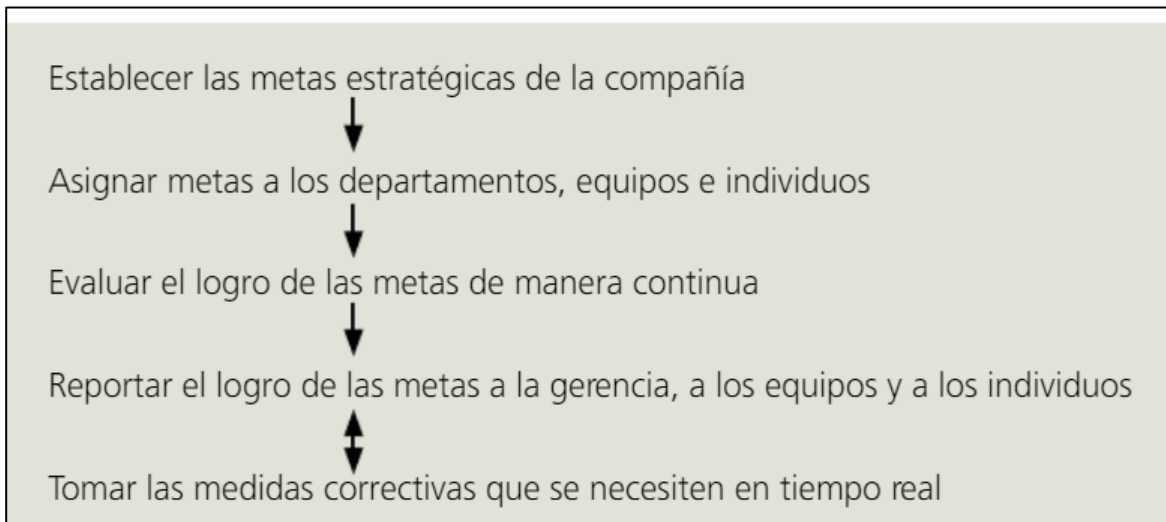 Establecer las metas estratégicas de la compañía
Asignar metas a los departamentos, equipos e individuos
Evaluar el logro de las metas de manera continua
Reportar el logro de las metas a la gerencia, a los equipos y a los individuos
Tomar las medidas correctivas que se necesiten en tiempo real